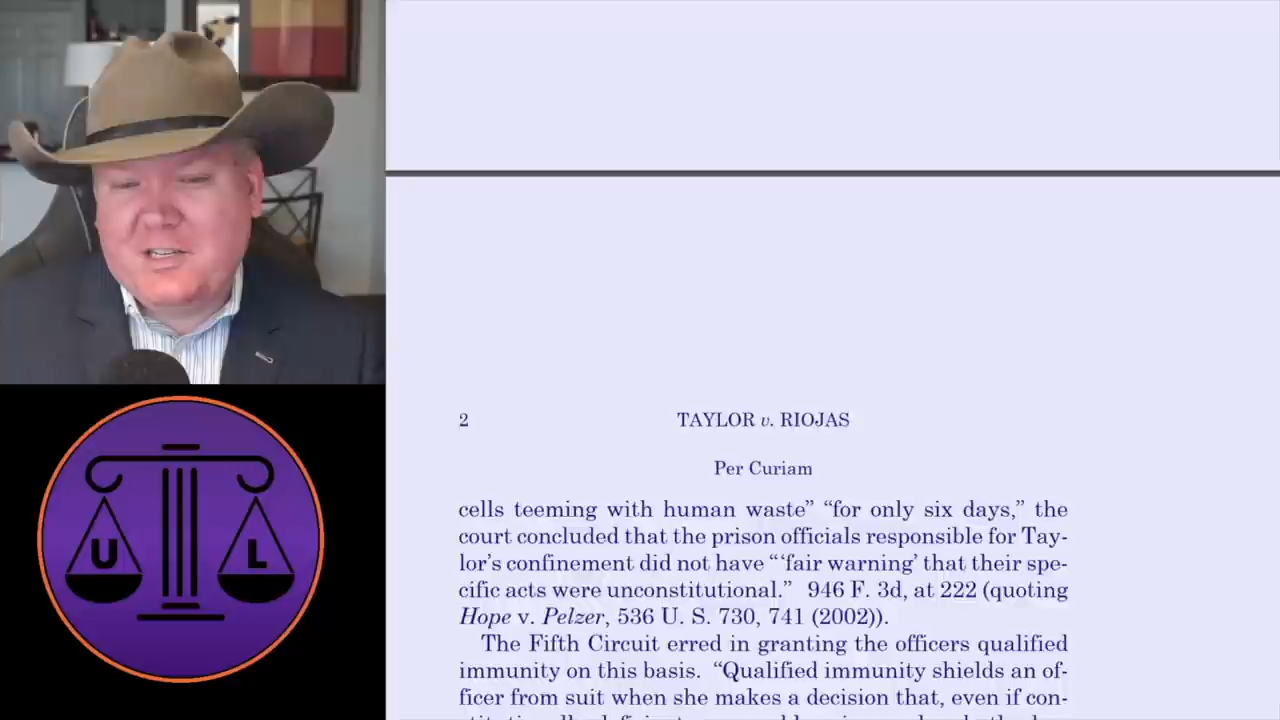 U L
2 TAYLOR v. RIOJAS
Per Curiam
cells teeming with human waste” “for only six days,” the
court concluded that the prison officials responsible for Tay-
lor’s confinement did not have “‘fair warning’ that their spe-
cific acts were unconstitutional.” 946 F. 3d, at 222 (quoting
Hope v. Pelzer, 536 U. S. 730, 741 (2002)).
The Fifth Circuit erred in granting the officers qualified
immunity on this basis. “Qualified immunity shields an of-
ficer from suit when she makes a decision that, even if con-